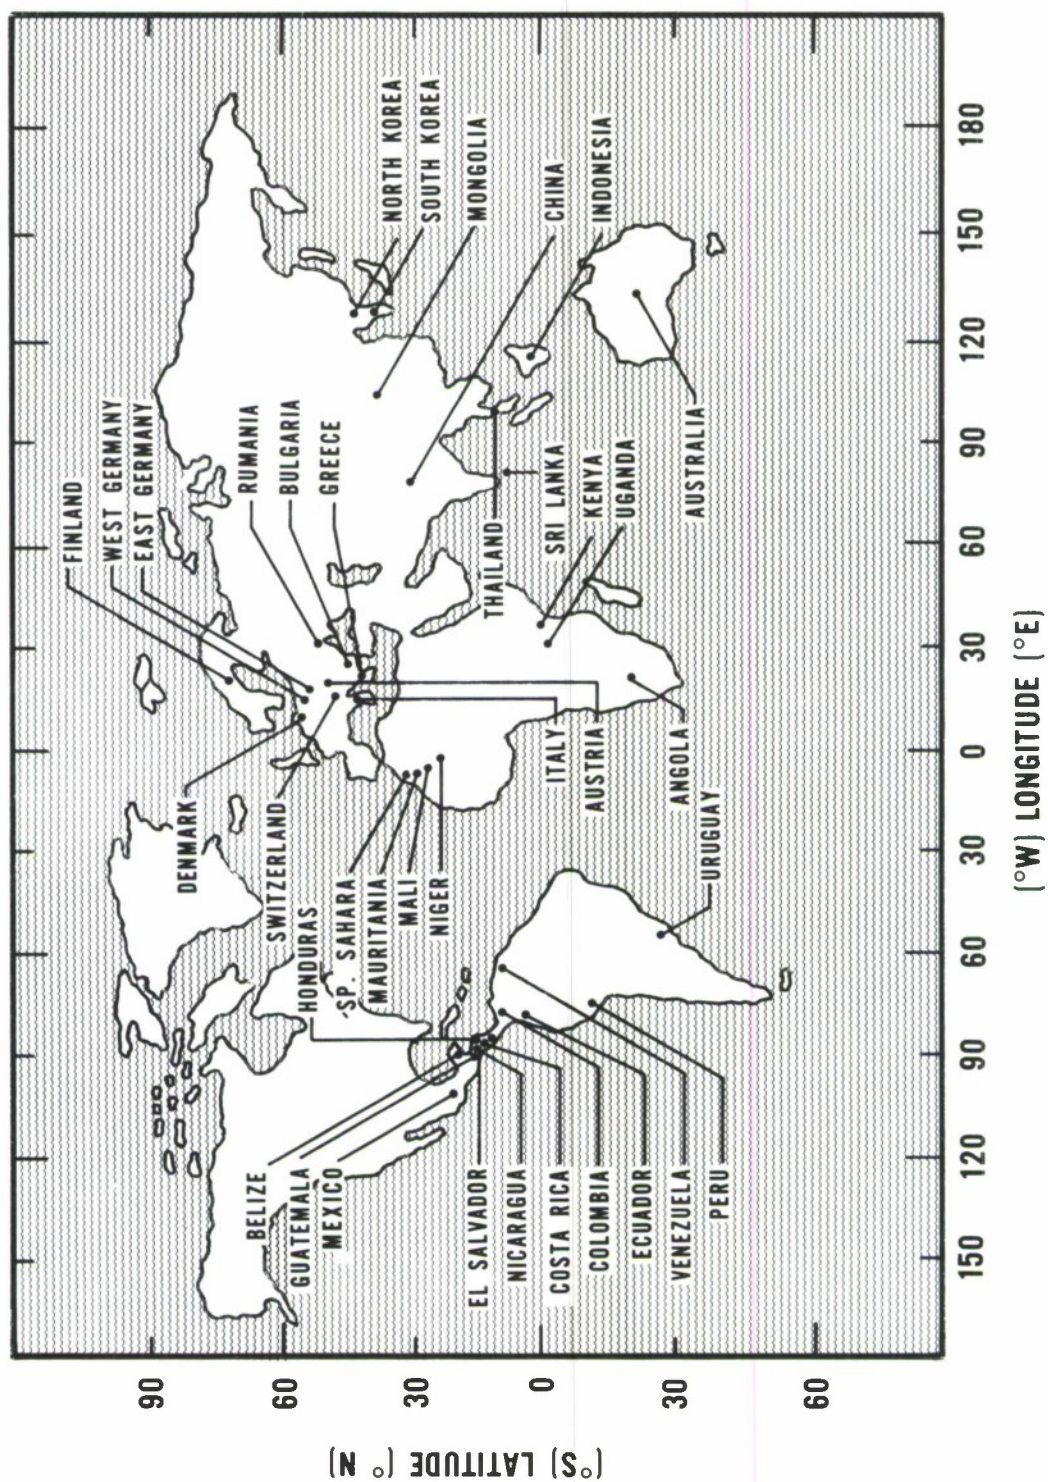 FINLAND
WEST GERMANY
EAST GERMANY
DENMARK
RUMANIA
SWITZERLAND
BULGARIA
HONDURAS
GREECE
NORTH KOREA
SOUTH KOREA
MONGOLIA
'SP. SAHARA
MAURITANIA
MALI
NIGER
CHINA
INDONESIA
THAILAND
SRI LANKA
KENYA
UGANDA
AUSTRALIA
BELIZE
GUATEMALA
MEXICO
ITALY
AUSTRIA
ANGOLA
URUGUAY
EL SALVADOR
NICARAGUA
COSTA RICA
COLOMBIA
ECUADOR
VENEZUELA
PERU
90
60
30
0
30
60
(°S) LATITUDE (° N)
150
120
90
60
30
0
30
60
90
120
150
180
(°W) LONGITUDE (°E)